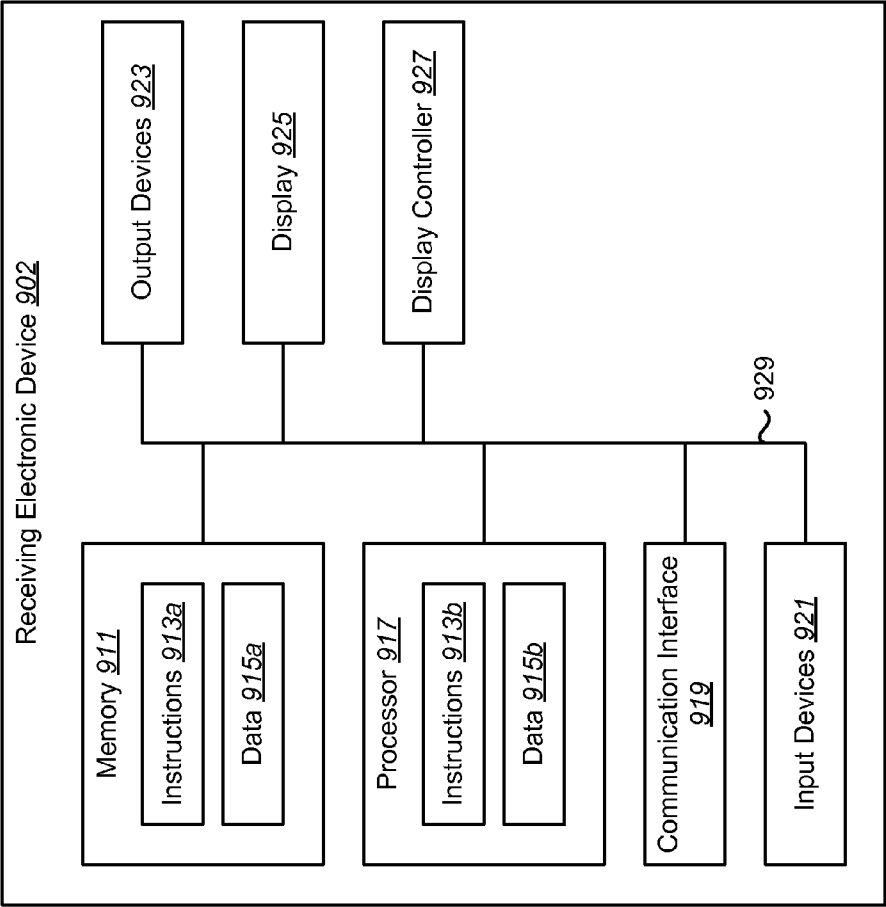 Receiving Electronic Device 902
Memory 911
Instructions 913a
Data 915a
Processor 917
Instructions 913b
Data 915b
Communication Interface
919
Input Devices 921
Output Devices 923
Display 925
Display Controller 927
929